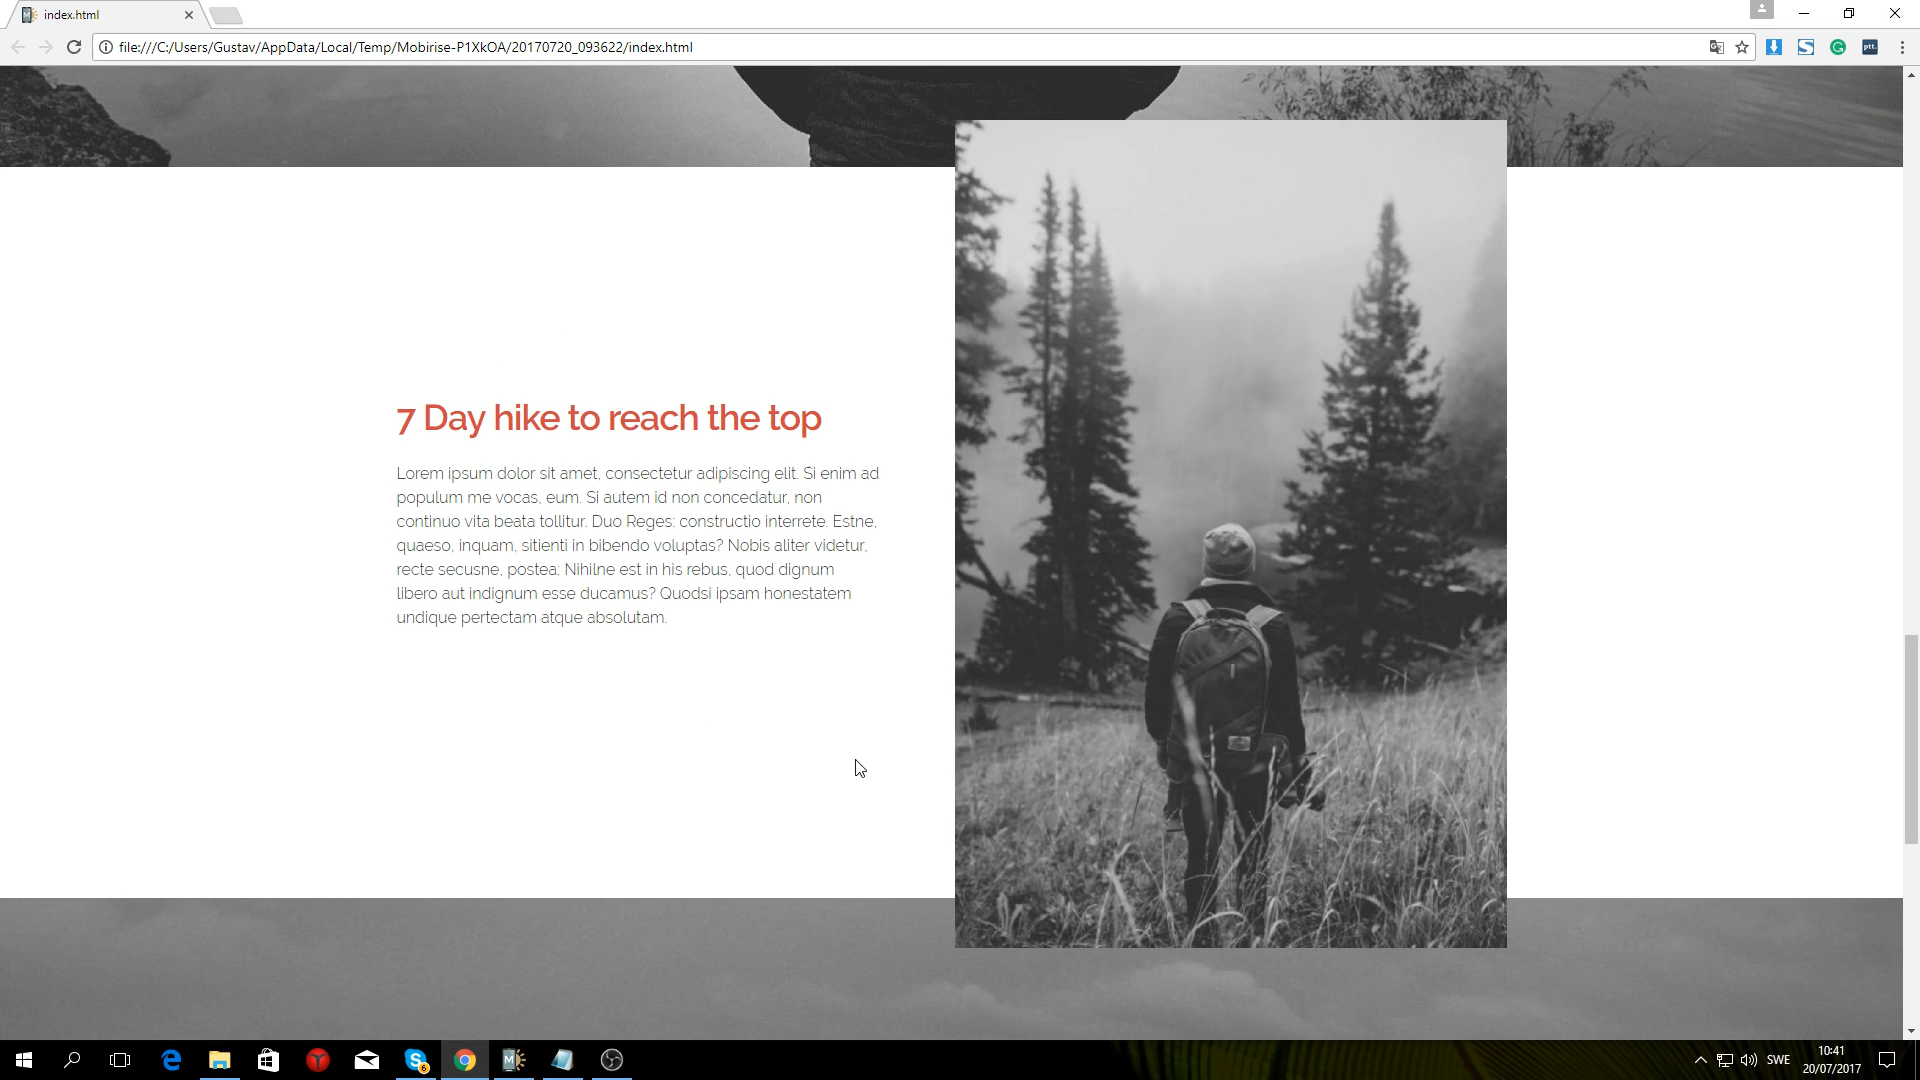 index.html
file:///C:/Users/Gustav/AppData/Local/Temp/Mobirise-P1XkOA/20170720_093622/index.html
ptt.
7 Day hike to reach the top
Lorem ipsum dolor sit amet, consectetur adipiscing elit. Si enim ad
populum me vocas, eum. Si autem id non concedatur, non
continuo vita beata tollitur. Duo Reges: constructio interrete. Estne,
quaeso, inquam, sitienti in bibendo voluptas? Nobis aliter videtur,
recte secusne, postea; Nihilne est in his rebus, quod dignum
libero aut indignum esse ducamus? Quodsi ipsam honestatem
undique pertectam atque absolutam.
6
SWE
10:41
20/07/2017